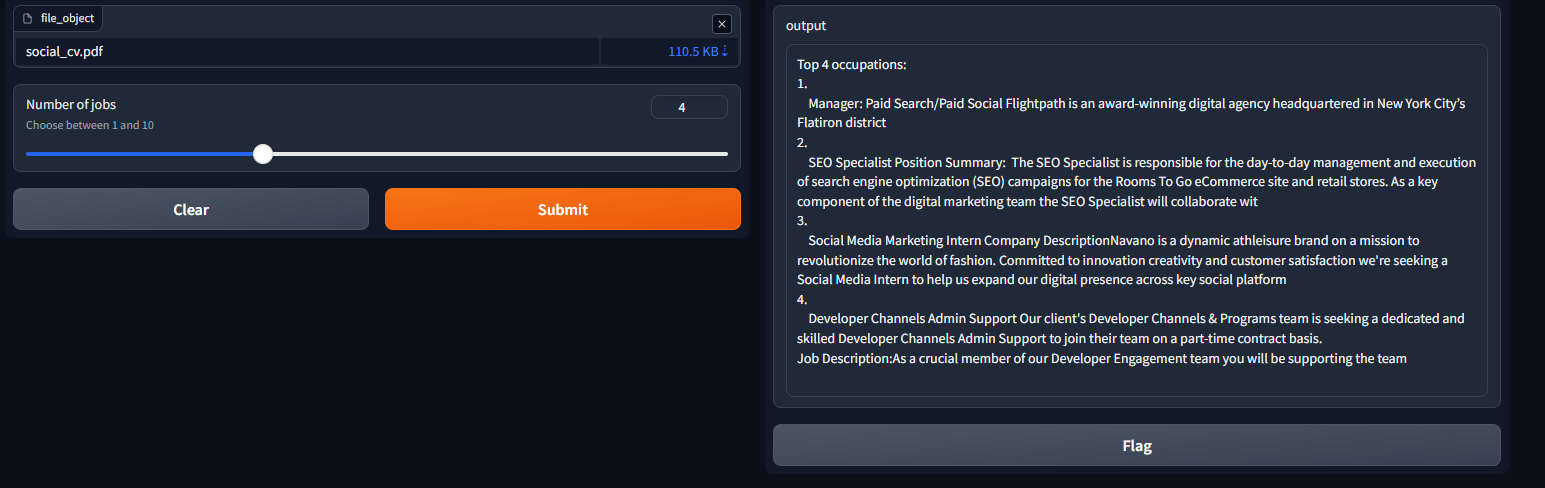 file_object
social_cv.pdf
110.5 KB ↓
Number of jobs
4
Choose between 1 and 10
Clear
Submit
output
Top 4 occupations:
1.
Manager: Paid Search/Paid Social Flightpath is an award-winning digital agency headquartered in New York City's
Flatiron district
2.
SEO Specialist Position Summary:  The SEO Specialist is responsible for the day-to-day management and execution
of search engine optimization (SEO) campaigns for the Rooms To Go eCommerce site and retail stores. As a key
component of the digital marketing team the SEO Specialist will collaborate wit
3.
Social Media Marketing Intern Company DescriptionNavano is a dynamic athleisure brand on a mission to
revolutionize the world of fashion. Committed to innovation creativity and customer satisfaction we're seeking a
Social Media Intern to help us expand our digital presence across key social platform
4.
Developer Channels Admin Support Our client's Developer Channels & Programs team is seeking a dedicated and
skilled Developer Channels Admin Support to join their team on a part-time contract basis.
Job Description:As a crucial member of our Developer Engagement team you will be supporting the team
Flag